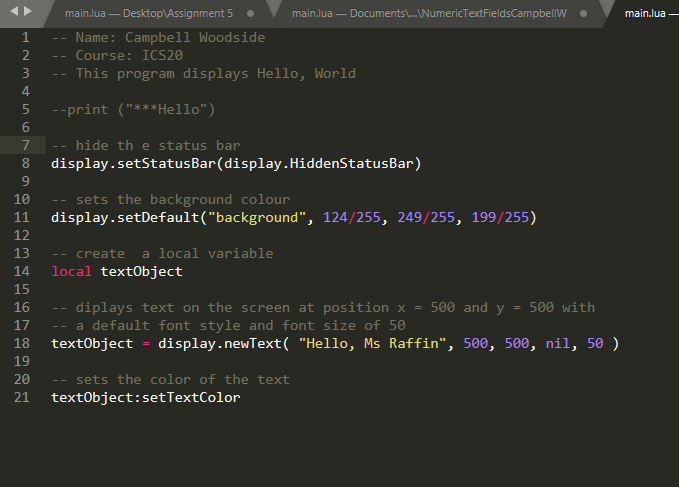 main.lua — Desktop\Assignment 5
main.lua — Documents\...\NumericTextFieldsCampbellW
main.lua —
1 -- Name: Campbell Woodside
2 -- Course: ICS20
3 -- This program displays Hello, World
4
5 --print ("***Hello")
6
7 -- hide th e status bar
8 display.setStatusBar(display.HiddenStatusBar)
9
10 -- sets the background colour
11 display.setDefault("background", 124/255, 249/255, 199/255)
12
13 -- create  a local variable
14 local textObject
15
16 -- diplays text on the screen at position x = 500 and y = 500 with
17 -- a default font style and font size of 50
18 textObject = display.newText( "Hello, Ms Raffin", 500, 500, nil, 50 )
19
20 -- sets the color of the text
21 textObject:setTextColor